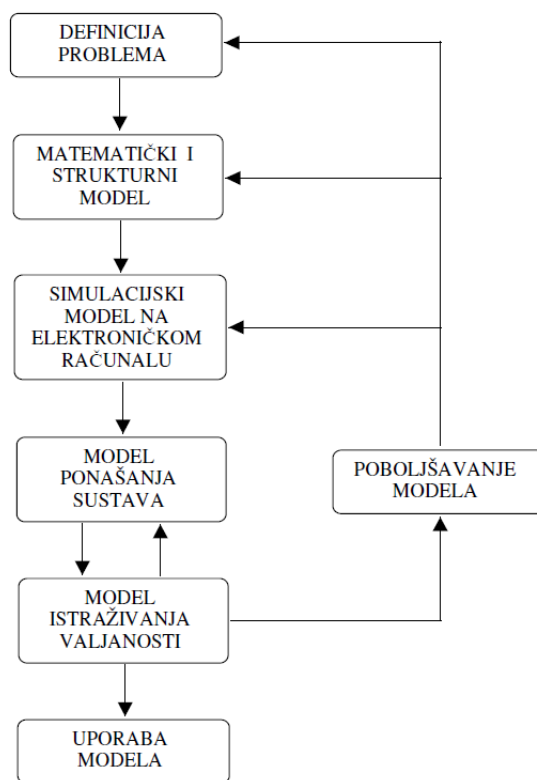 DEFINICIJA
PROBLEMA
MATEMATIČKI I
STRUKTURNI
MODEL
SIMULACIJSKI
MODEL NA
ELEKTRONIČKOM
RAČUNALU
MODEL
PONAŠANJA
SUSTAVA
POBOLJŠAVANJE
MODELA
MODEL
ISTRAŽIVANJA
VALJANOSTI
UPORABA
MODELA